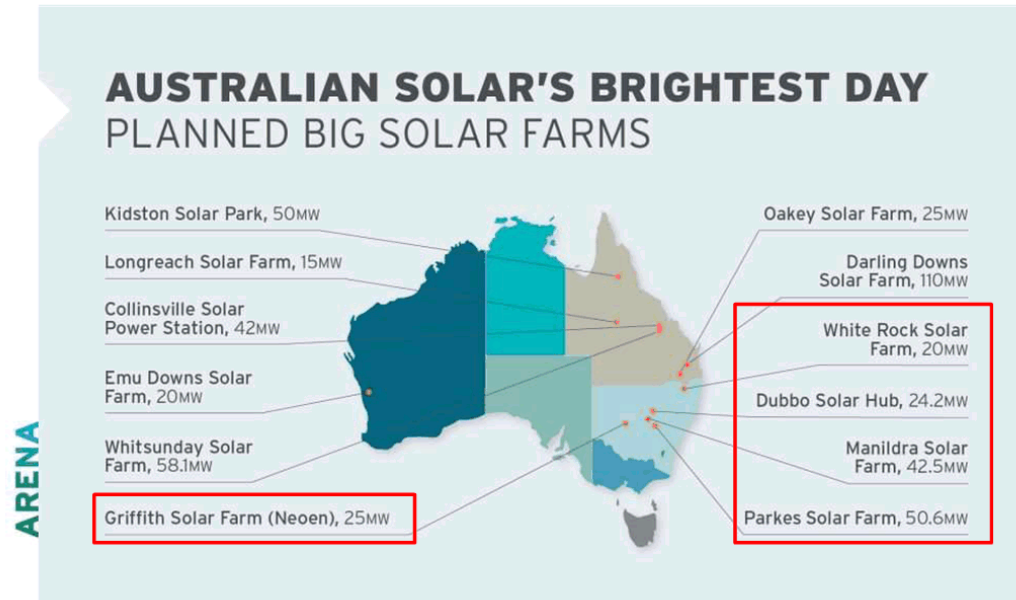 AUSTRALIAN SOLAR'S BRIGHTEST DAY
PLANNED BIG SOLAR FARMS
Kidston Solar Park, 50MW
Longreach Solar Farm, 15MW
Collinsville Solar
Power Station, 42MW
Emu Downs Solar
Farm, 20MW
Whitsunday Solar
Farm, 58.1MW
Griffith Solar Farm (Neoen), 25MW
Oakey Solar Farm, 25MW
Darling Downs
Solar Farm, 110MW
White Rock Solar
Farm, 20MW
Dubbo Solar Hub, 24.2MW
Manildra Solar
Farm, 42.5MW
Parkes Solar Farm, 50.6MW
ARENA